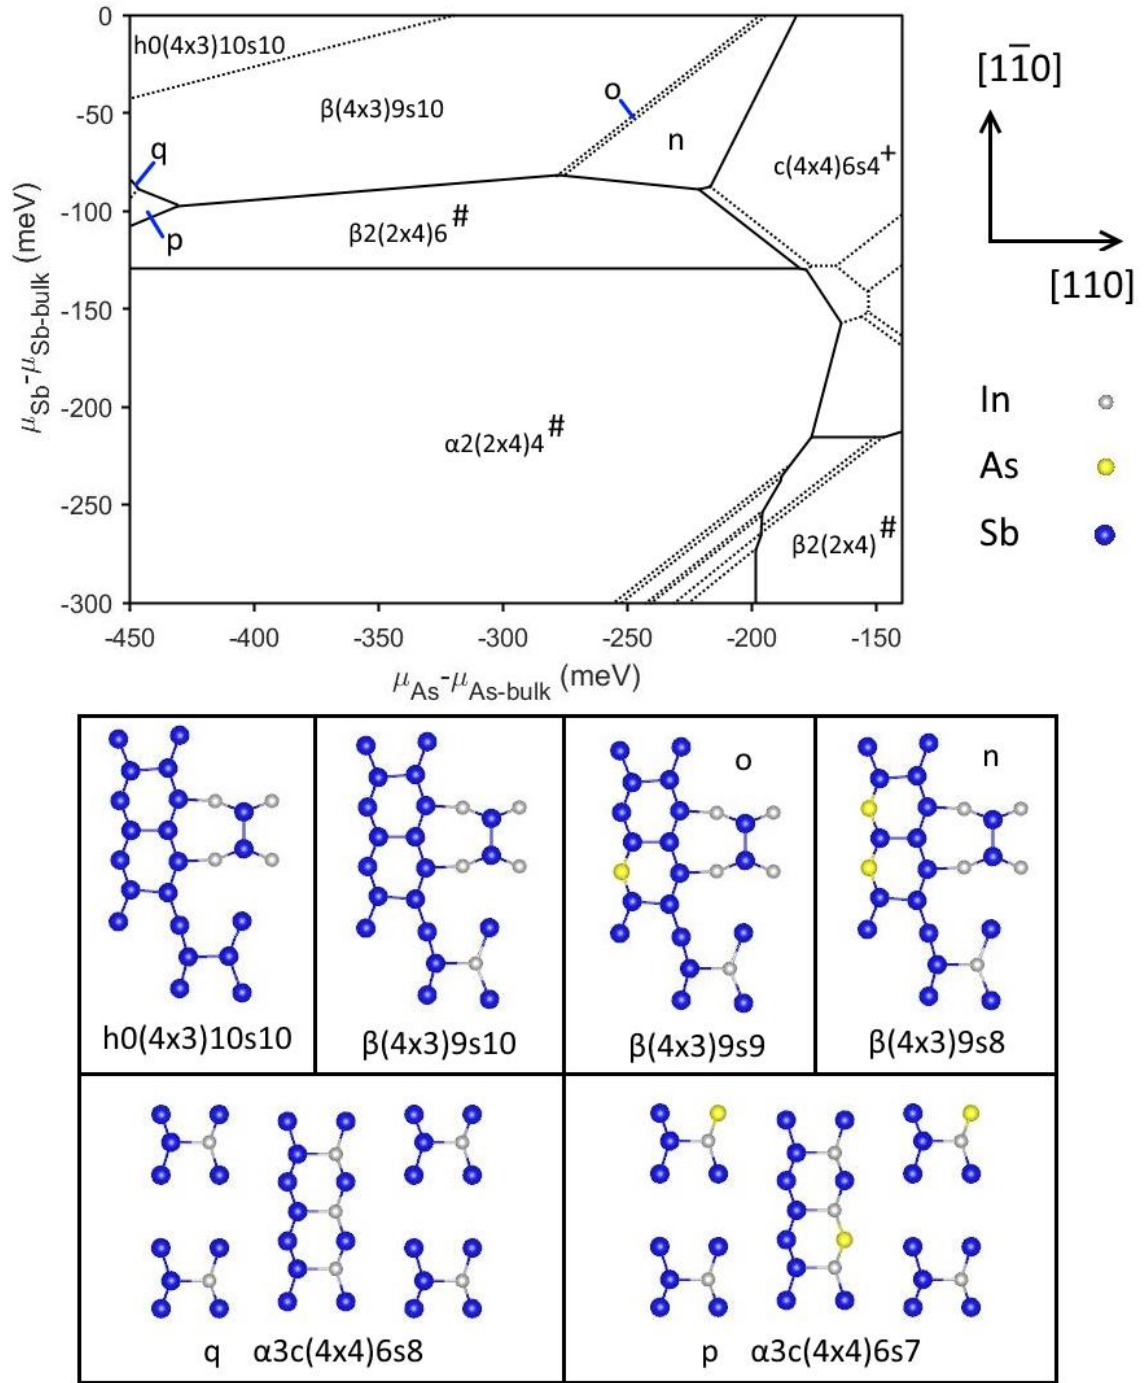 0
-50
-100
-150
-200
-250
-300
μSb-μSb-bulk (meV)
h0(4x3)10s10
β(4x3)9s10
o
n
c(4x4)6s4+
q
p
β2(2x4)6#
α2(2x4)4#
β2(2x4)#
-450 -400 -350 -300 -250 -200 -150
μAs-μAs-bulk (meV)
[11̅0]
[110]
In
As
Sb
o
n
h0(4x3)10s10
β(4x3)9s10
β(4x3)9s9
β(4x3)9s8
q α3c(4x4)6s8
p α3c(4x4)6s7